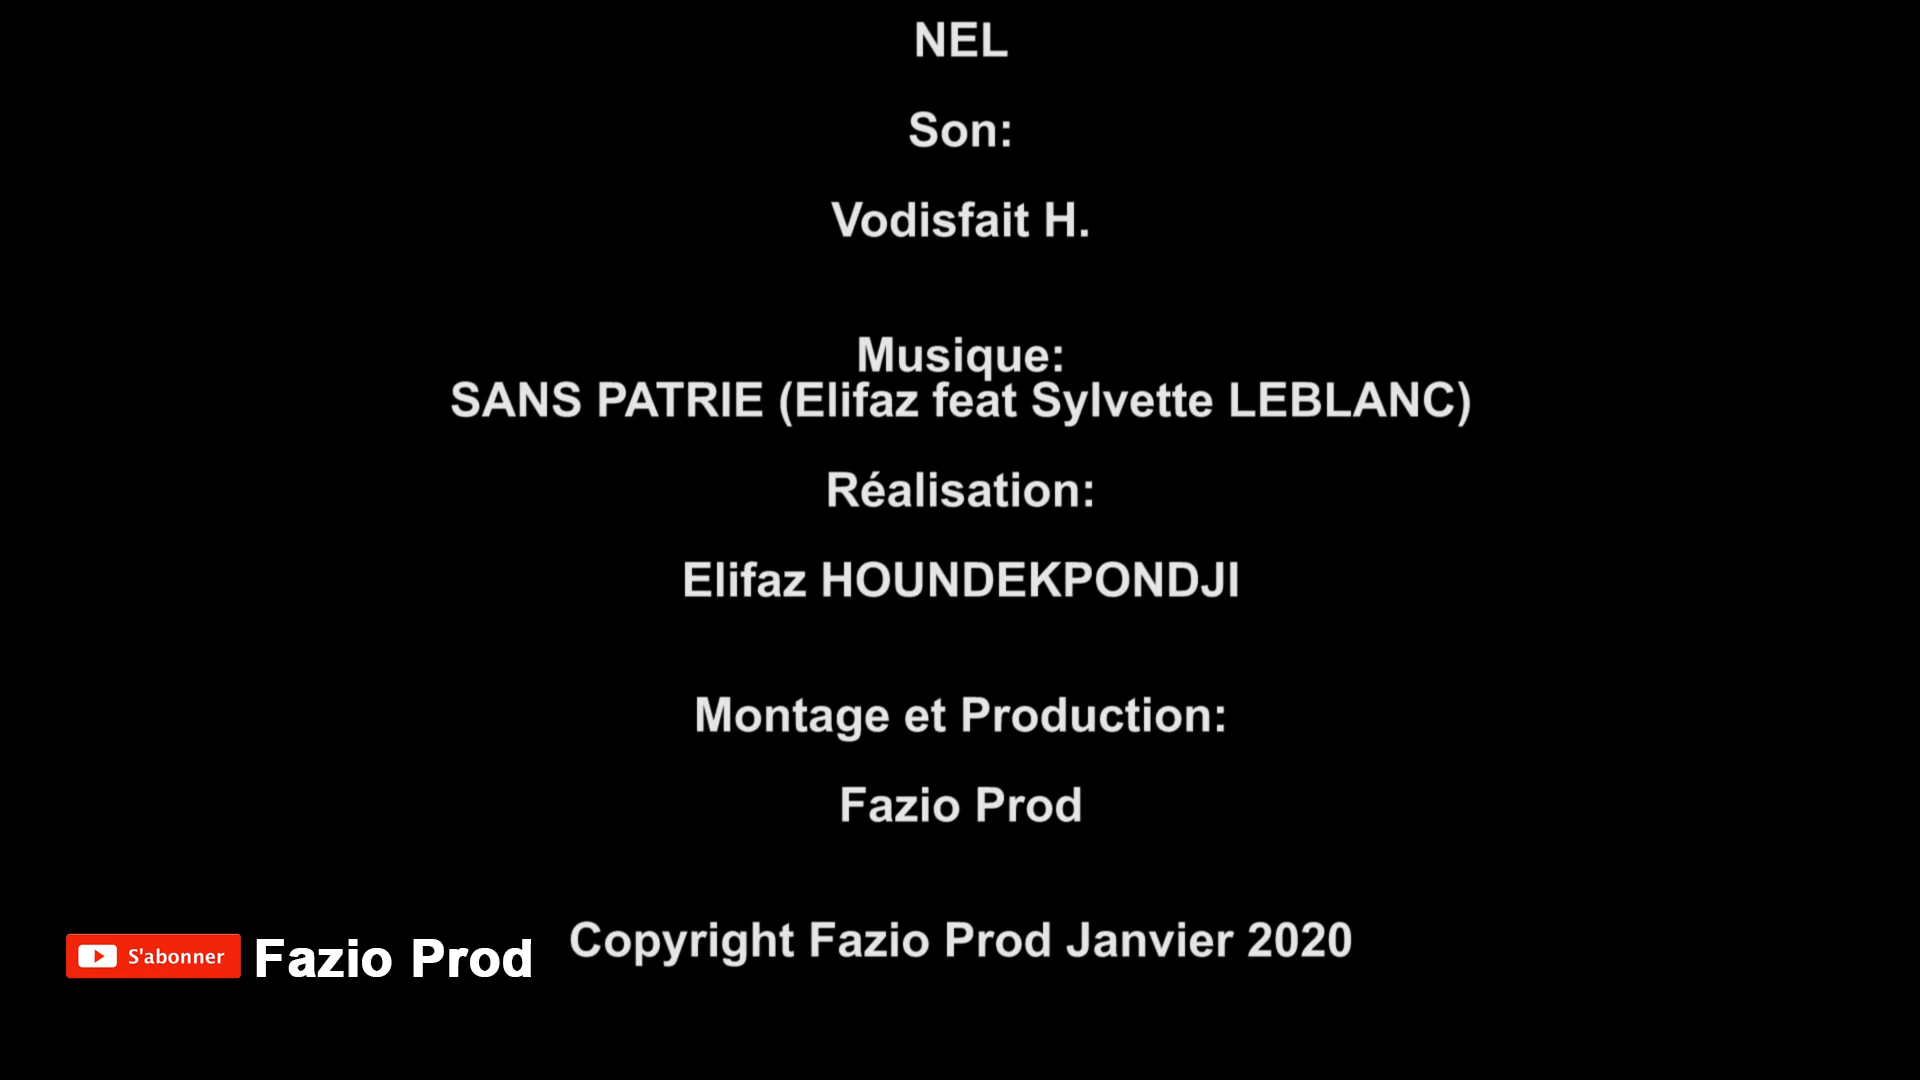 NEL
Son:
Vodisfait H.
Musique:
SANS PATRIE (Elifaz feat Sylvette LEBLANC)
Réalisation:
Elifaz HOUNDEKPONDJI
Montage et Production:
Fazio Prod
Copyright Fazio Prod Janvier 2020
S'abonner
Fazio Prod